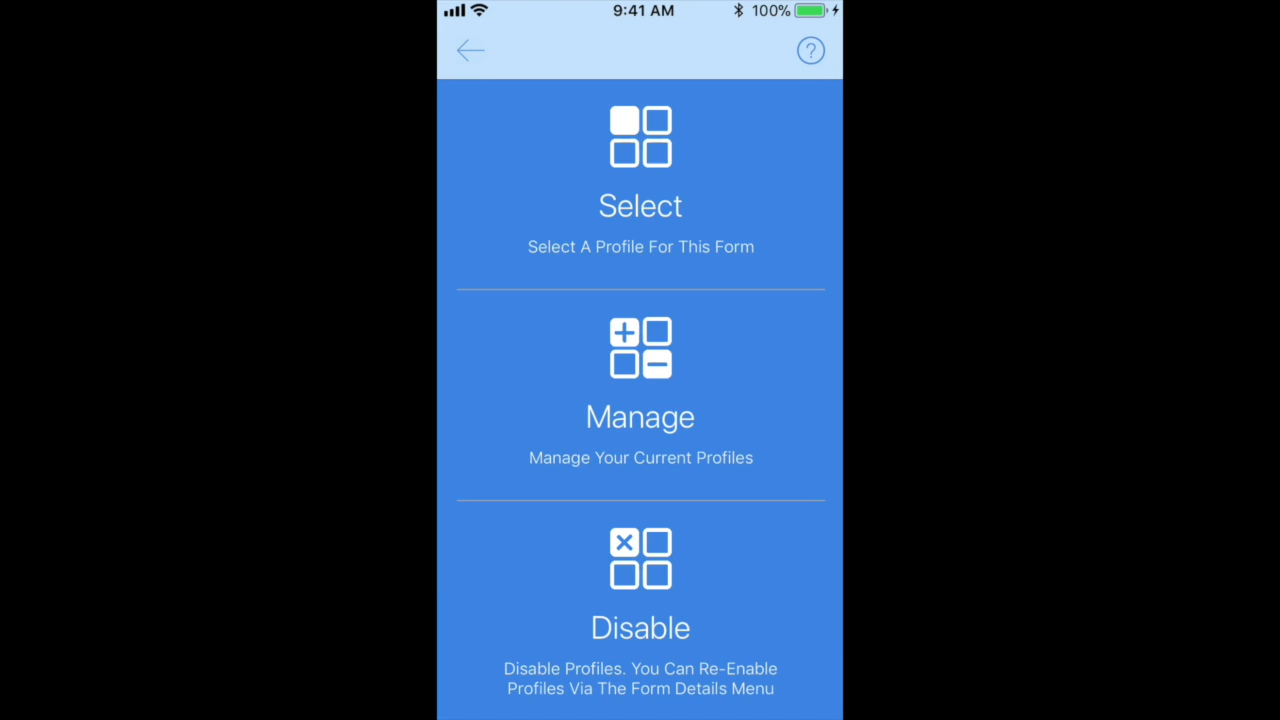 9:41 AM 100%
?
Select
Select A Profile For This Form
Manage
Manage Your Current Profiles
Disable
Disable Profiles. You Can Re-Enable
Profiles Via The Form Details Menu